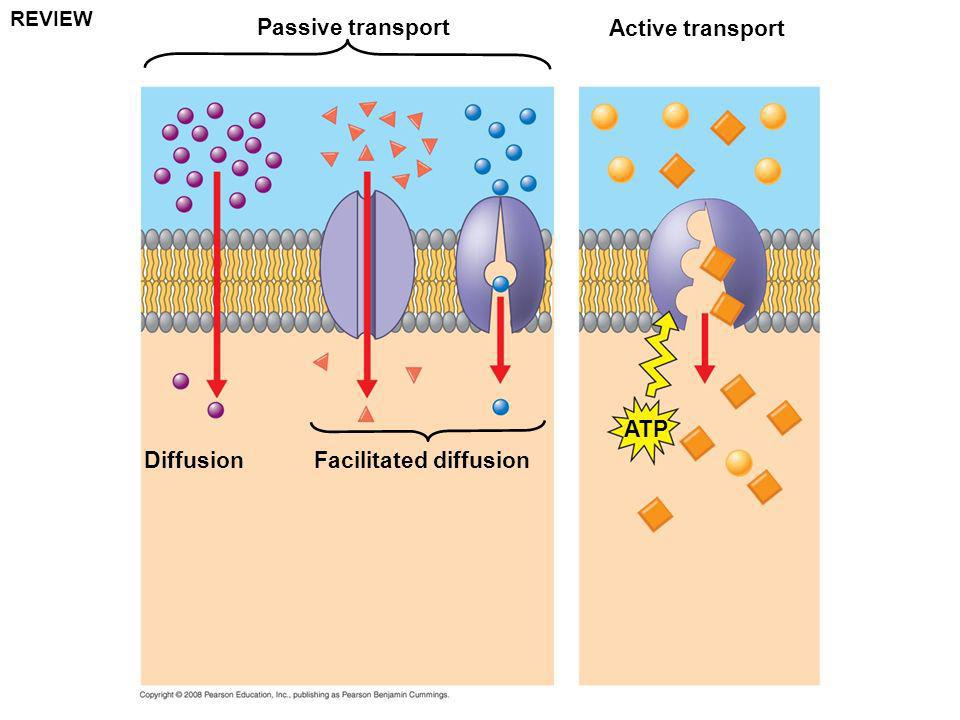 REVIEW
Passive transport
Active transport
ATP
Diffusion
Facilitated diffusion
Copyright © 2008 Pearson Education, Inc., publishing as Pearson Benjamin Cummings.